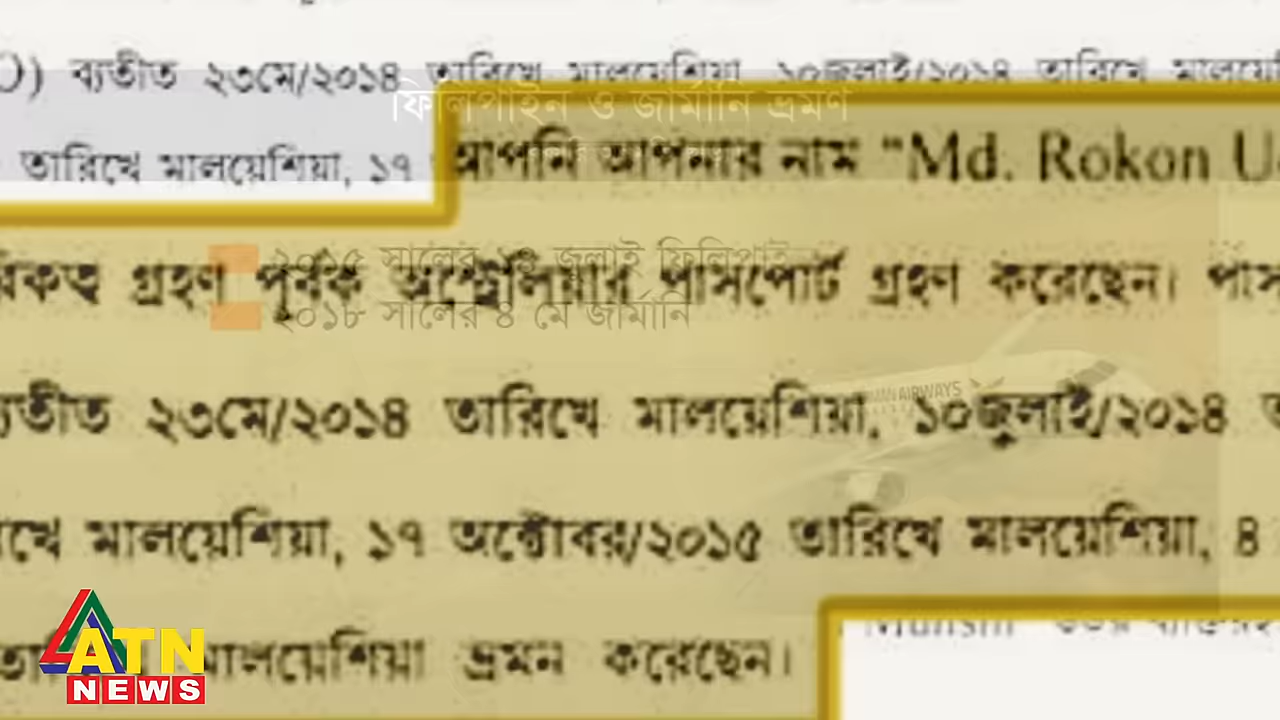 ) ব্যতীত ২৩মে/২০১৪ তারিখে মালয়েশিয়া, ১০জুলাই/২০১৪ তারিখে
ফিলিপাইন ও জার্মানি ভ্রমণ
তারিখে মালয়েশিয়া, ১৭
আপনি আপনার নাম "Md. Rokon
গ্রহণ পূর্বক অস্ট্রেলিয়ার পাসপোর্ট গ্রহণ করেছেন।
২০১৫ সালের জুলাই ফিলিপাইন
২০১৮ সালের ৪ মে জার্মানি
AIRWAYS
২৩মে/২০১৪ তারিখে মালয়েশিয়া, ১০জুলাই/২০১৪
মালয়েশিয়া, ১৭ অক্টোবর/২০১৫ তারিখে মালয়েশিয়া, ৪
মালয়েশিয়া ভ্রমন করেছেন।
Munshi
ATN
NEWS